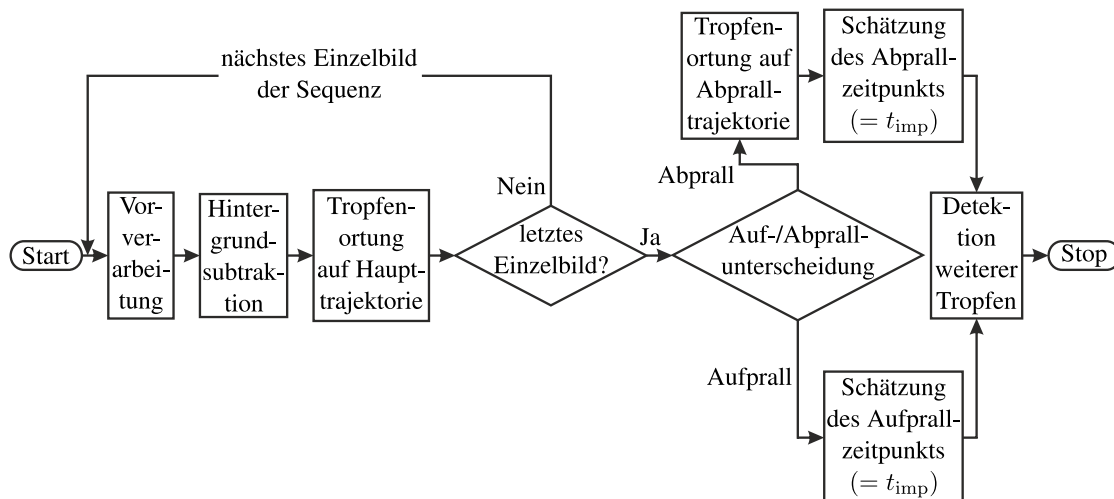 nächstes Einzelbild
der Sequenz
Start
Vor-
ver-
arbei-
tung
Hinter-
grund-
subtrak-
tion
Tropfen-
ortung
auf Haupt-
trajektorie
Nein
letztes
Einzelbild?
Ja
Auf-/Abprall-
unterscheidung
Abprall
Tropfen-
ortung auf
Abprall-
trajektorie
Schätzung
des Abprall-
zeitpunkts
(= t_imp)
Aufprall
Schätzung
des Aufprall-
zeitpunkts
(= t_imp)
Detek-
tion
weiterer
Tropfen
Stop